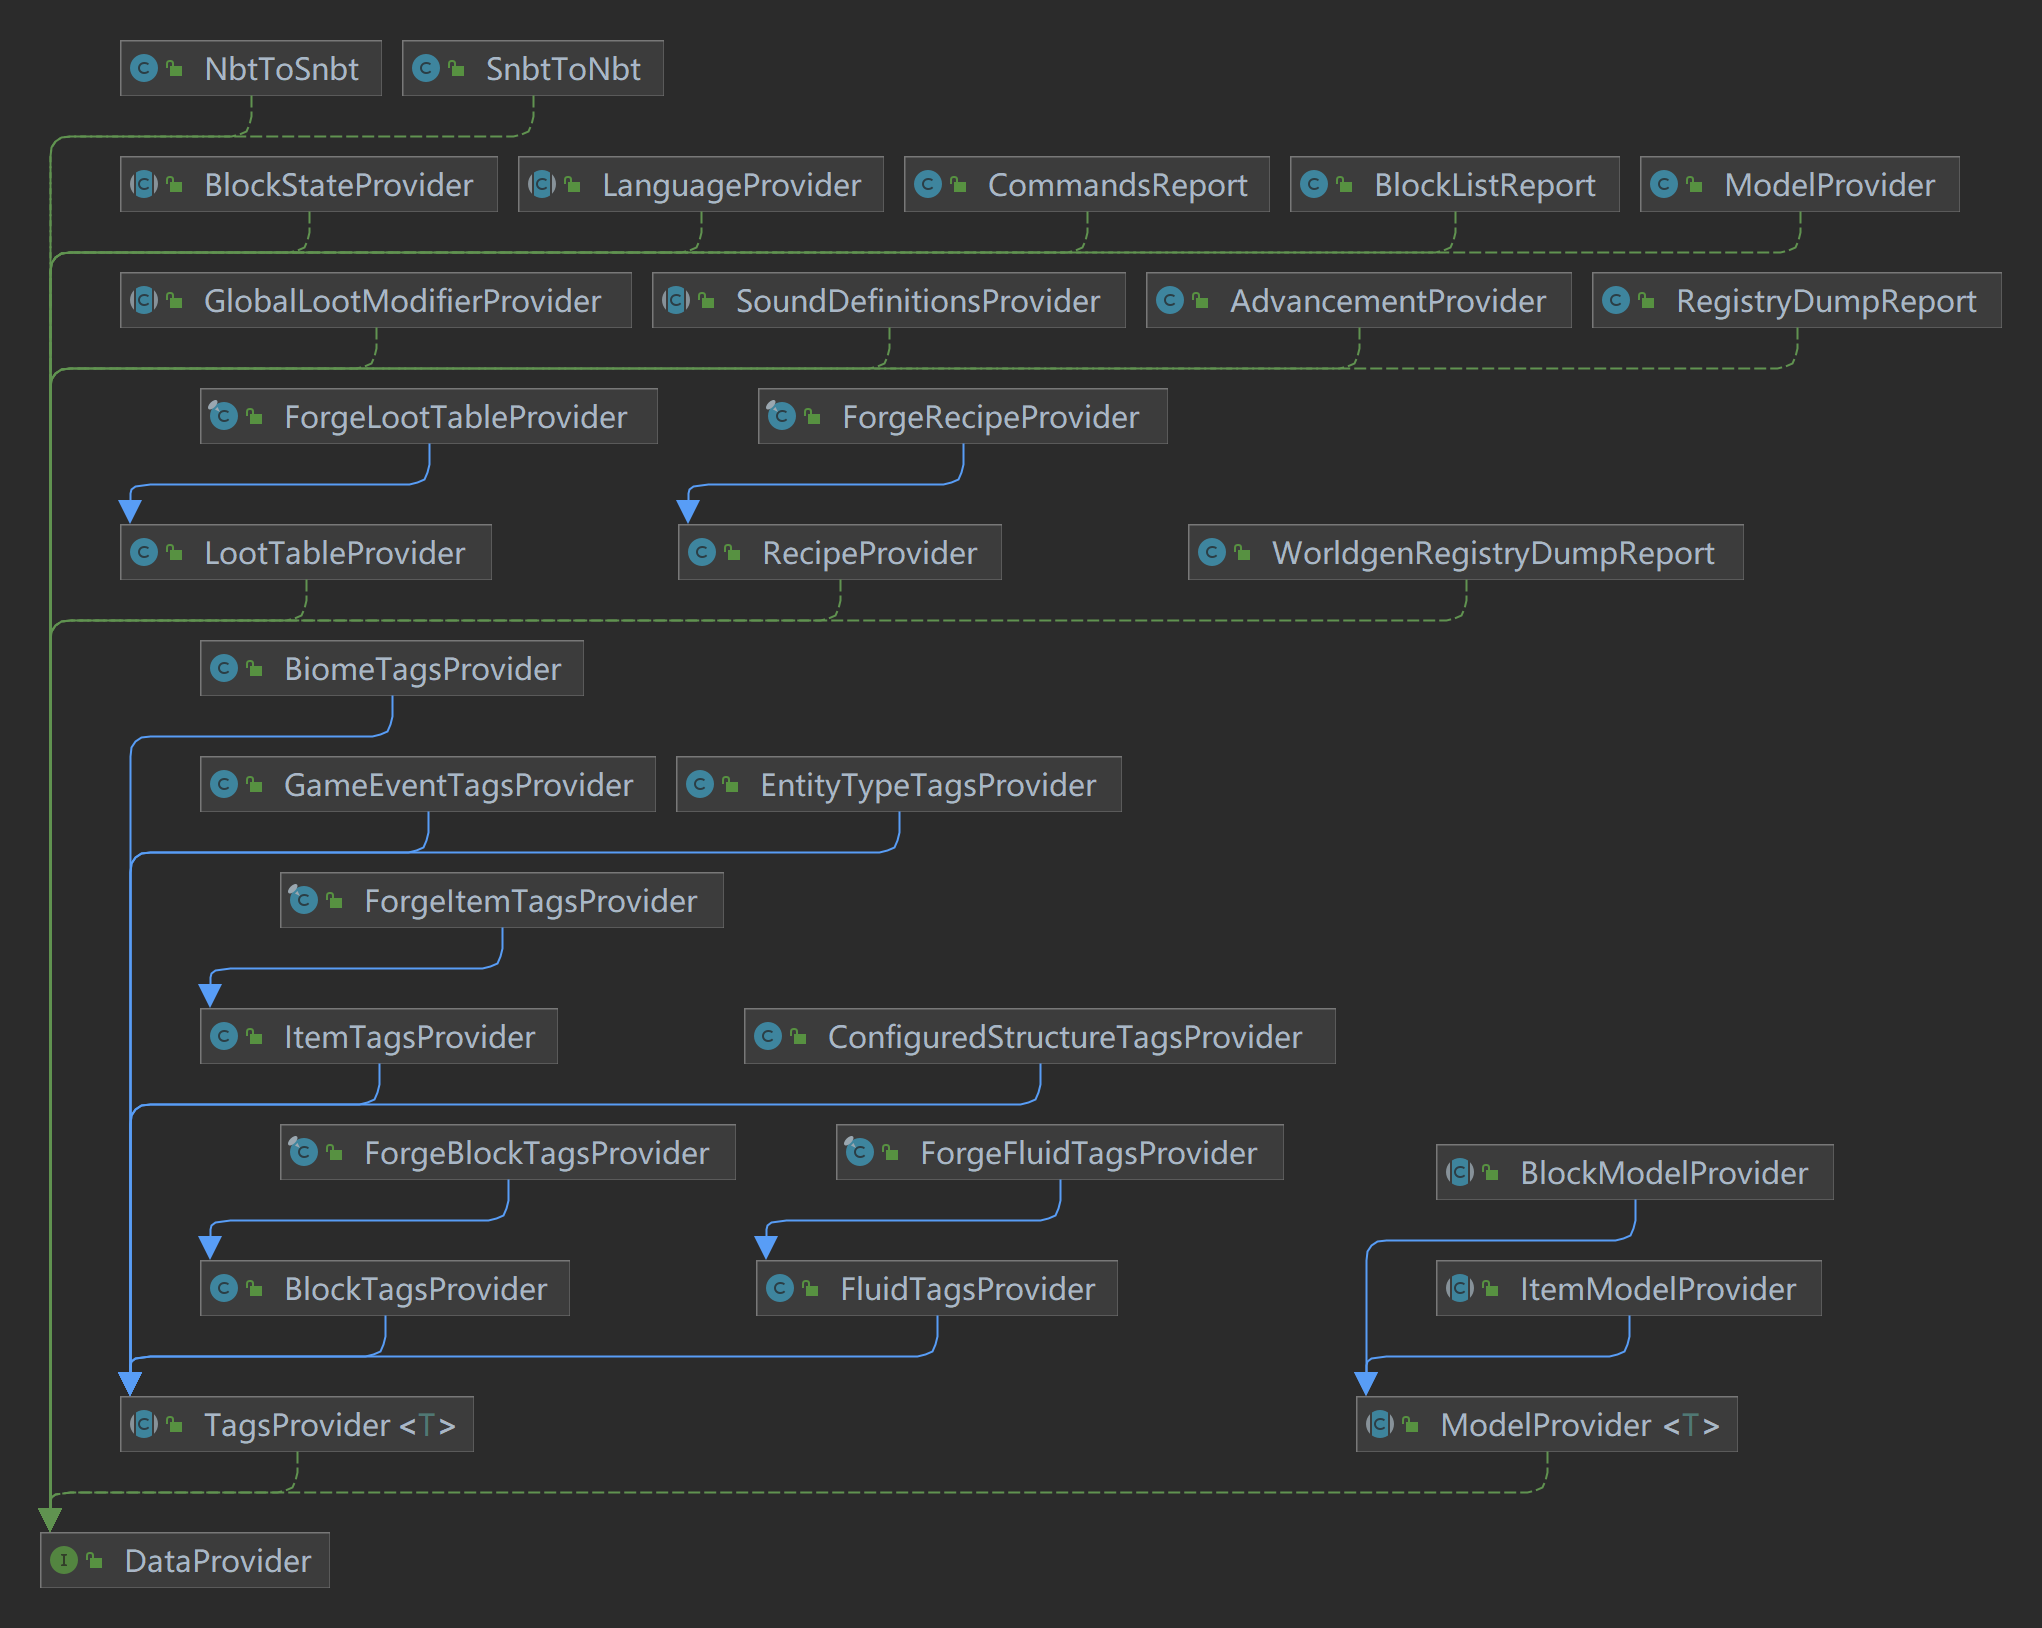 NbtToSnbt SnbtToNbt
BlockStateProvider LanguageProvider CommandsReport BlockListReport ModelProvider
GlobalLootModifierProvider SoundDefinitionsProvider AdvancementProvider RegistryDumpReport
ForgeLootTableProvider ForgeRecipeProvider
LootTableProvider RecipeProvider WorldgenRegistryDumpReport
BiomeTagsProvider
GameEventTagsProvider EntityTypeTagsProvider
ForgeItemTagsProvider
ItemTagsProvider ConfiguredStructureTagsProvider
ForgeBlockTagsProvider ForgeFluidTagsProvider
BlockModelProvider
BlockTagsProvider FluidTagsProvider ItemModelProvider
TagsProvider <T> ModelProvider <T>
DataProvider